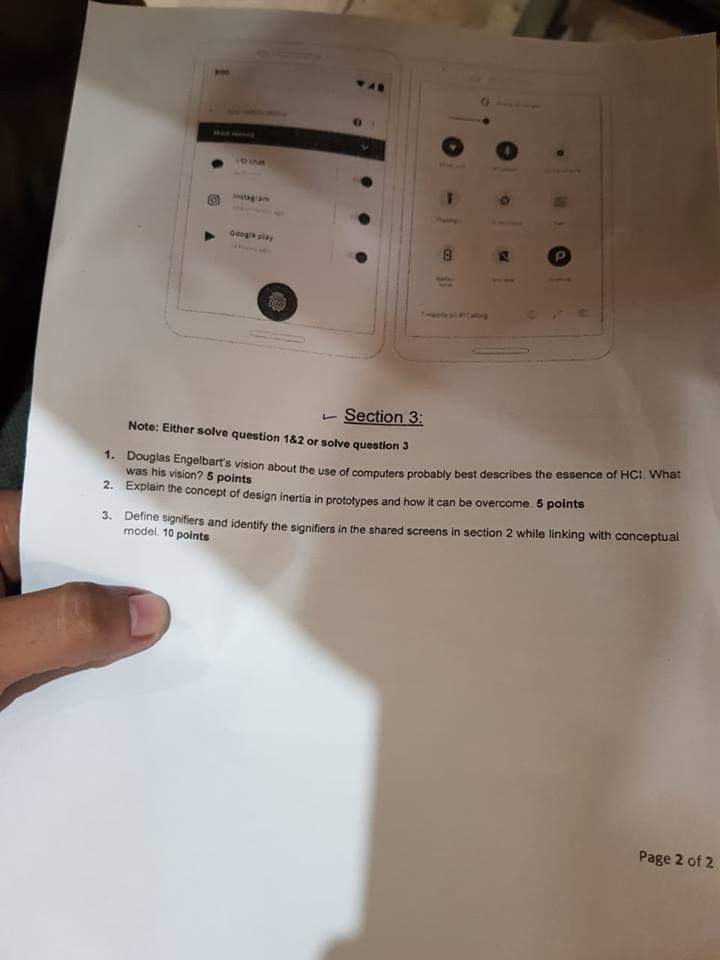 9:00
Most recent
Instagram
Google play
Section 3:
Note: Either solve question 1&2 or solve question 3
1. Douglas Engelbart's vision about the use of computers probably best describes the essence of HCI. What
was his vision? 5 points
2. Explain the concept of design inertia in prototypes and how it can be overcome. 5 points
3. Define signifiers and identify the signifiers in the shared screens in section 2 while linking with conceptual
model. 10 points
Page 2 of 2